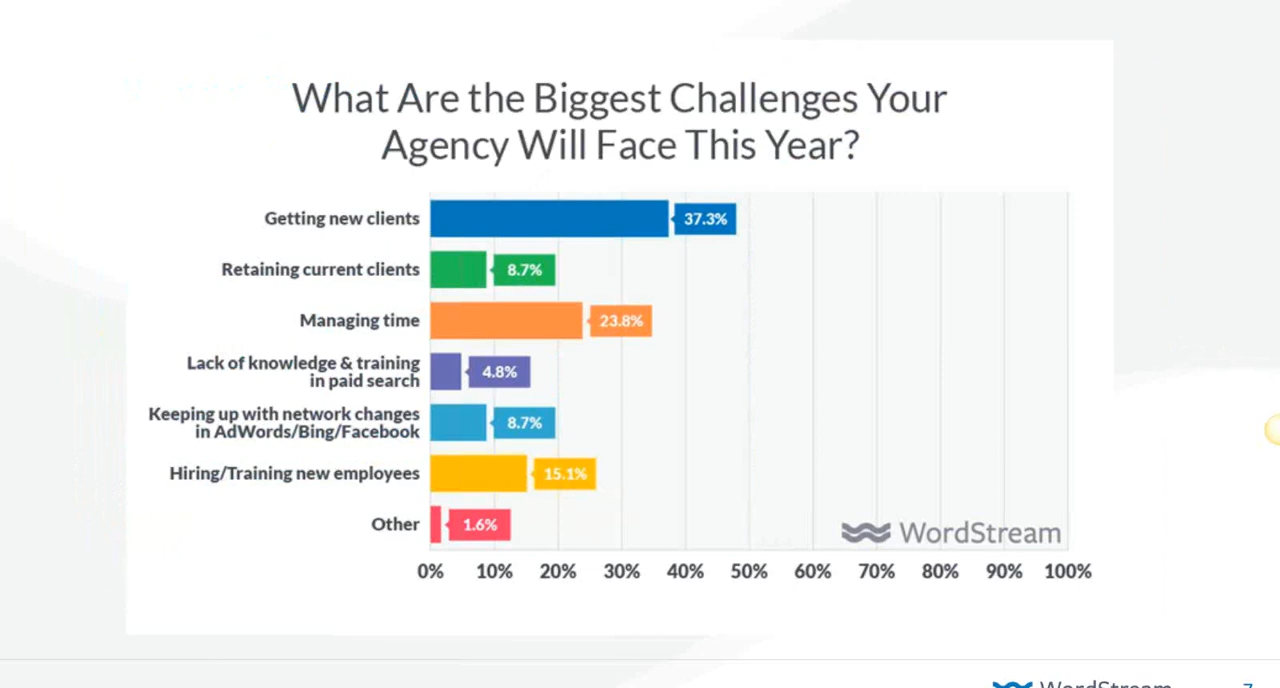 What Are the Biggest Challenges Your
Agency Will Face This Year?
Getting new clients 37.3%
Retaining current clients 8.7%
Managing time 23.8%
Lack of knowledge & training
in paid search 4.8%
Keeping up with network changes
in AdWords/Bing/Facebook 8.7%
Hiring/Training new employees 15.1%
Other 1.6%
WordStream
0% 10% 20% 30% 40% 50% 60% 70% 80% 90% 100%
WordStream 7